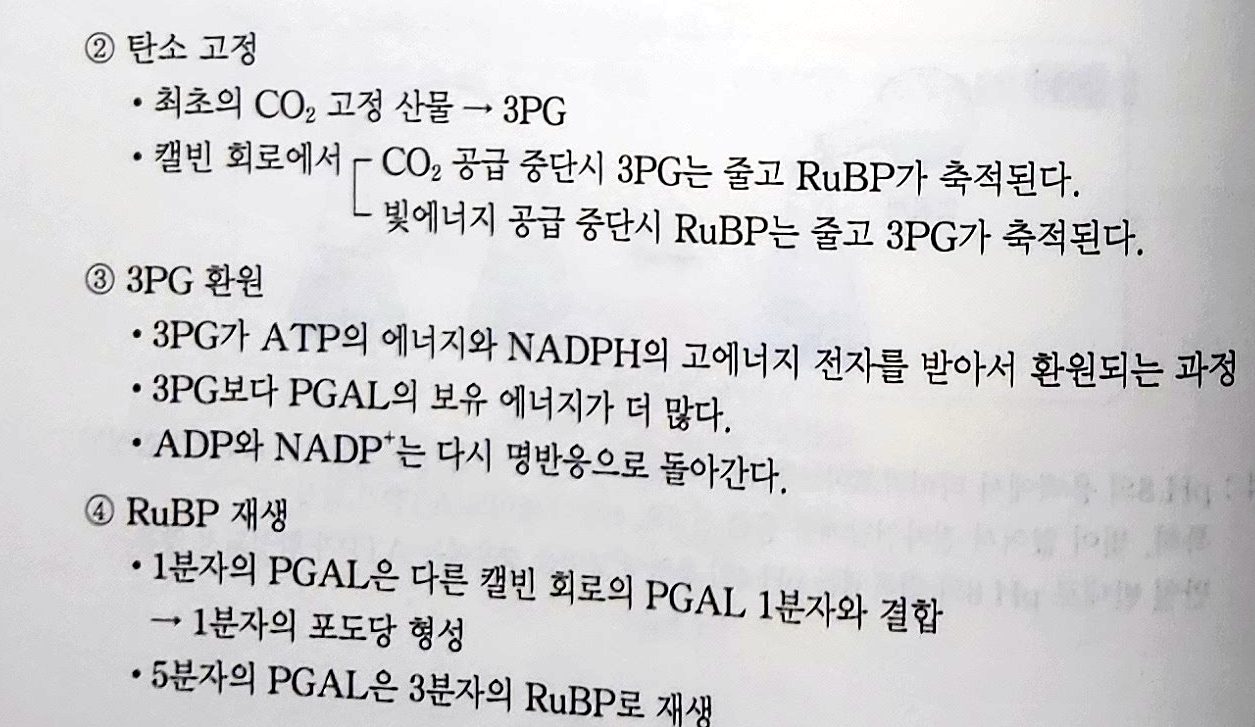 ② 탄소 고정
• 최초의 CO₂ 고정 산물 → 3PG
• 캘빈 회로에서 ┌ CO₂ 공급 중단시 3PG는 줄고 RuBP가 축적된다.
└ 빛에너지 공급 중단시 RuBP는 줄고 3PG가 축적된다.
③ 3PG 환원
• 3PG가 ATP의 에너지와 NADPH의 고에너지 전자를 받아서 환원되는 과정
• 3PG보다 PGAL의 보유 에너지가 더 많다.
• ADP와 NADP⁺는 다시 명반응으로 돌아간다.
④ RuBP 재생
• 1분자의 PGAL은 다른 캘빈 회로의 PGAL 1분자와 결합
→ 1분자의 포도당 형성
• 5분자의 PGAL은 3분자의 RuBP로 재생